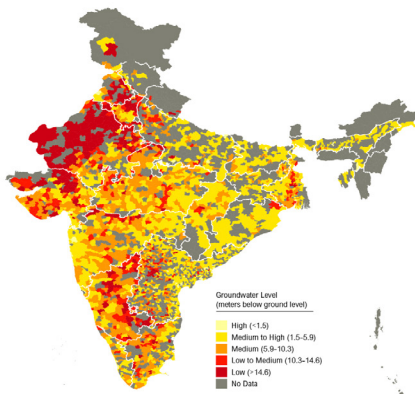 Groundwater Level
(meters below ground level)
High (<1.5)
Medium to High (1.5-5.9)
Medium (5.9-10.3)
Low to Medium (10.3-14.6)
Low (>14.6)
No Data